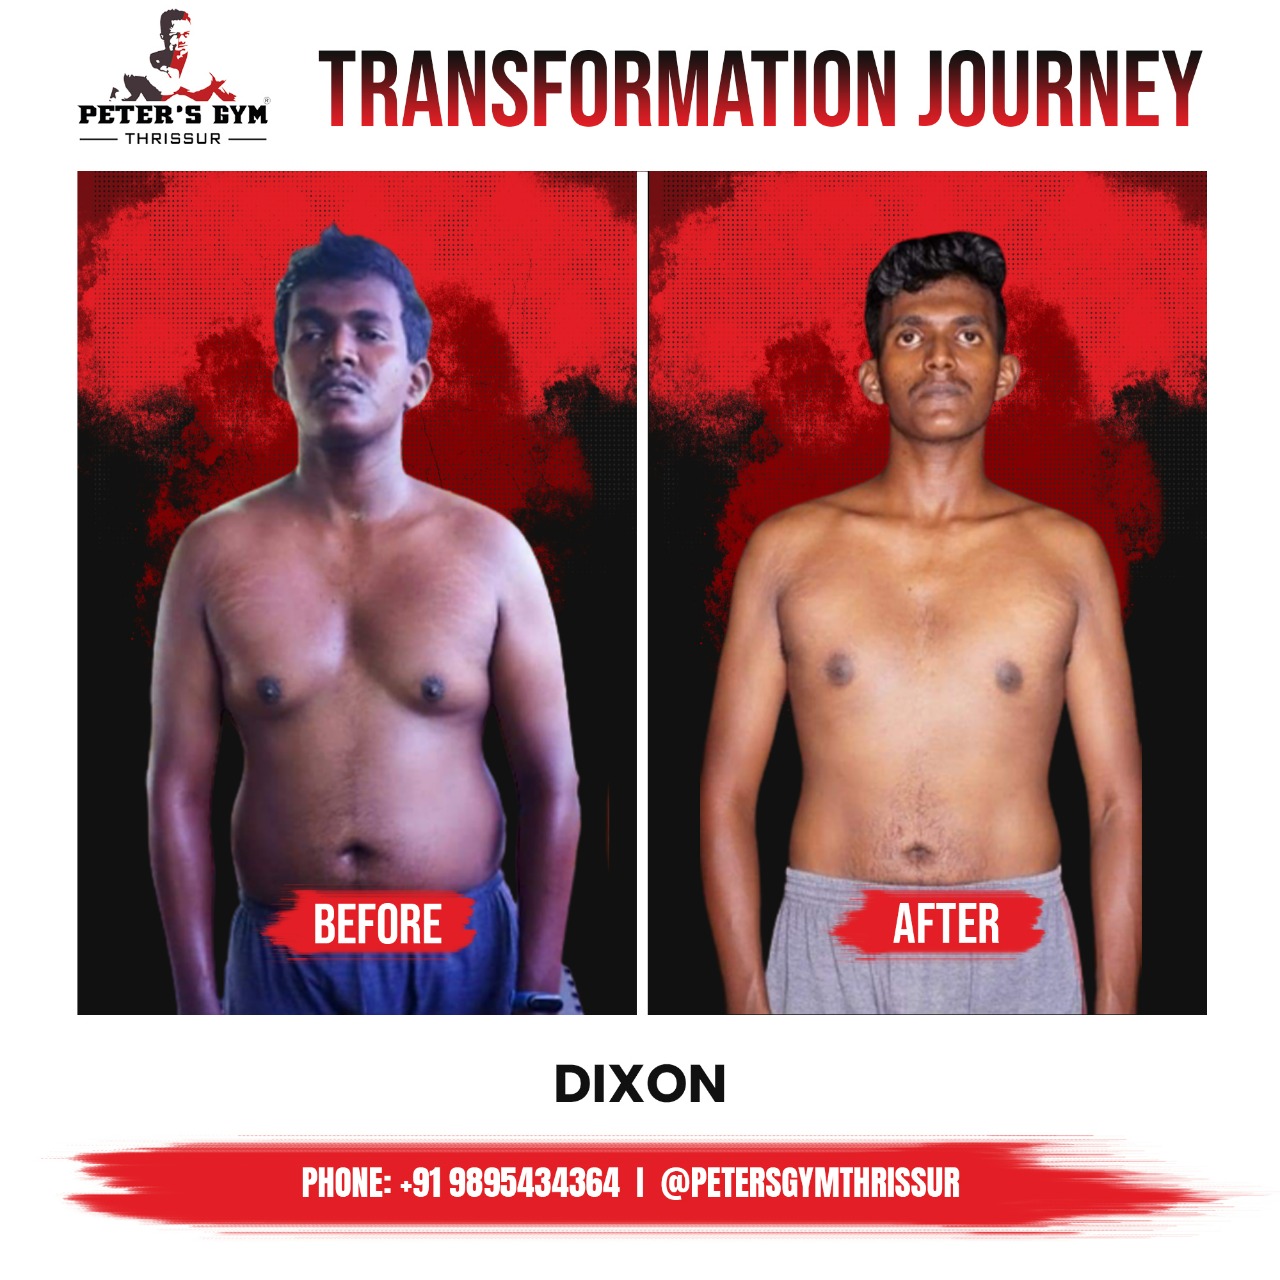 PETER'S GYM
THRISSUR
TRANSFORMATION JOURNEY
BEFORE
AFTER
DIXON
PHONE: +91 9895434364 | @PETERSGYMTHRISSUR